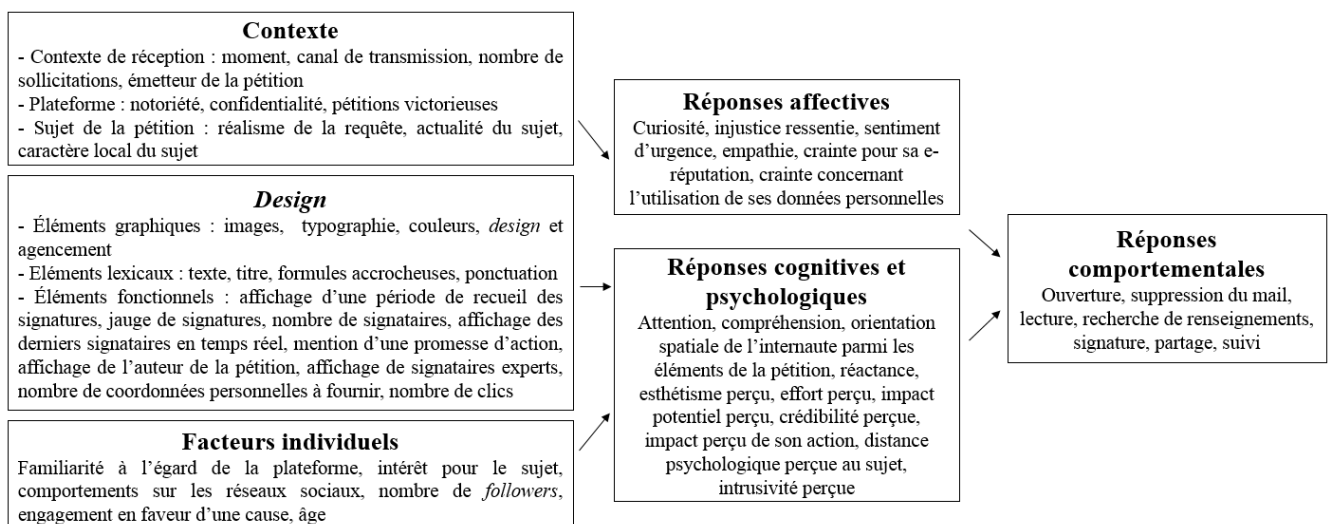 Contexte
- Contexte de réception : moment, canal de transmission, nombre de
sollicitations, émetteur de la pétition
- Plateforme : notoriété, confidentialité, pétitions victorieuses
- Sujet de la pétition : réalisme de la requête, actualité du sujet,
caractère local du sujet
Design
- Éléments graphiques : images, typographie, couleurs, design et
agencement
- Eléments lexicaux : texte, titre, formules accrocheuses, ponctuation
- Éléments fonctionnels : affichage d’une période de recueil des
signatures, jauge de signatures, nombre de signataires, affichage des
derniers signataires en temps réel, mention d’une promesse d’action,
affichage de l’auteur de la pétition, affichage de signataires experts,
nombre de coordonnées personnelles à fournir, nombre de clics
Facteurs individuels
Familiarité à l’égard de la plateforme, intérêt pour le sujet,
comportements sur les réseaux sociaux, nombre de followers,
engagement en faveur d’une cause, âge
Réponses affectives
Curiosité, injustice ressentie, sentiment
d’urgence, empathie, crainte pour sa e-
réputation, crainte concernant
l’utilisation de ses données personnelles
Réponses cognitives et
psychologiques
Attention, compréhension, orientation
spatiale de l’internaute parmi les
éléments de la pétition, réactance,
esthétisme perçu, effort perçu, impact
potentiel perçu, crédibilité perçue,
impact perçu de son action, distance
psychologique perçue au sujet,
intrusivité perçue
Réponses
comportementales
Ouverture, suppression du mail,
lecture, recherche de renseignements,
signature, partage, suivi